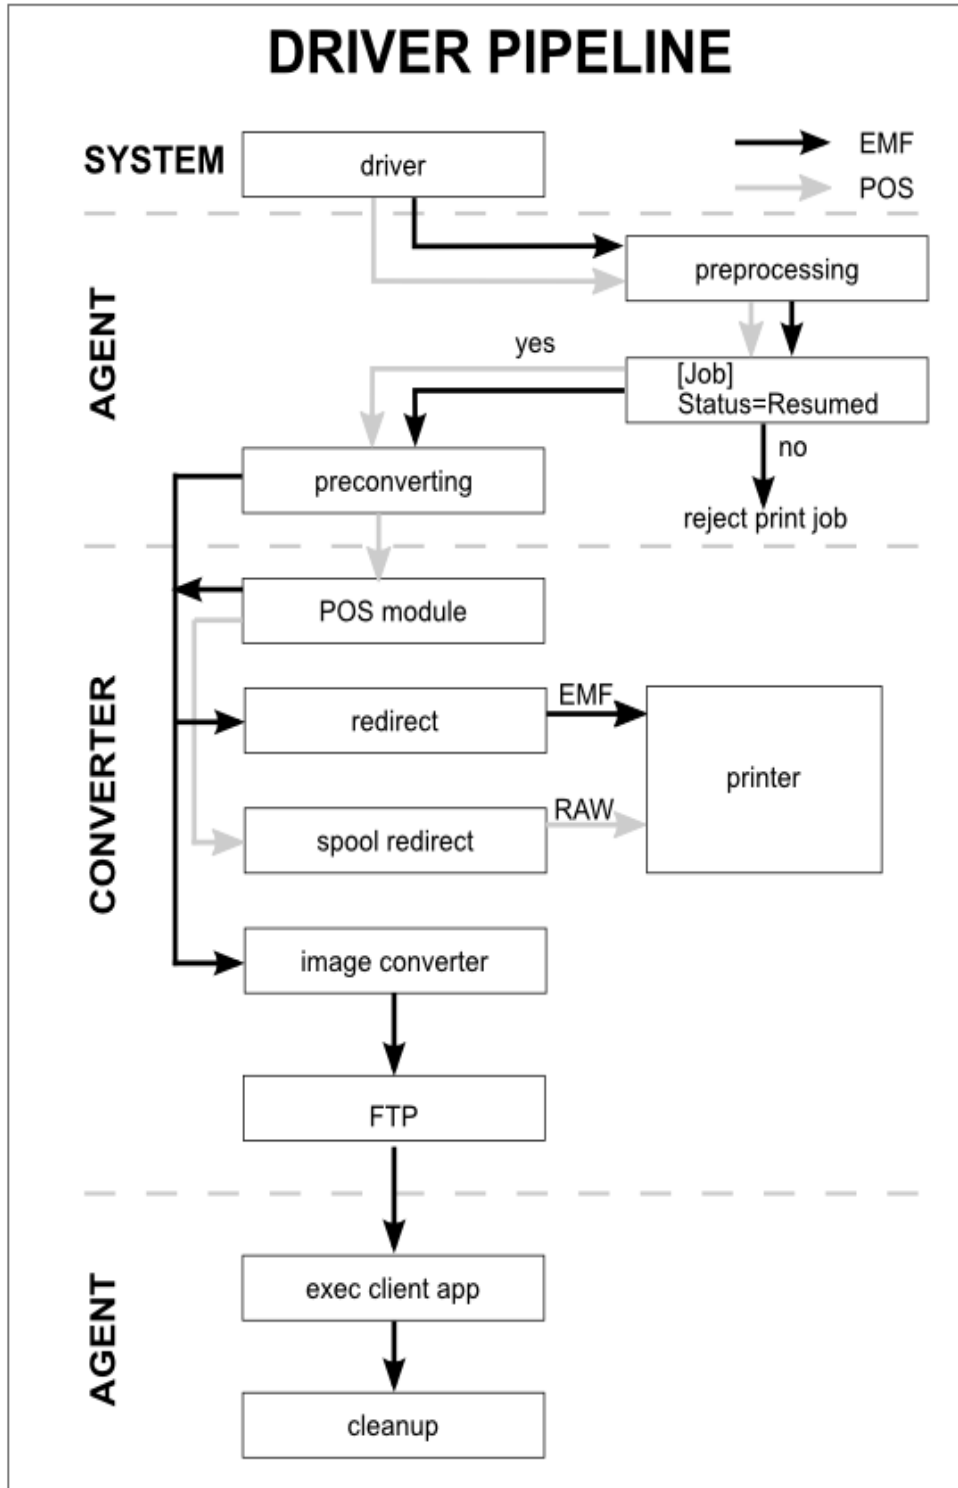 DRIVER PIPELINE
SYSTEM
driver
EMF
POS
AGENT
preprocessing
yes
[Job]
Status=Resumed
no
preconverting
reject print job
CONVERTER
POS module
redirect
EMF
printer
spool redirect
RAW
image converter
FTP
AGENT
exec client app
cleanup